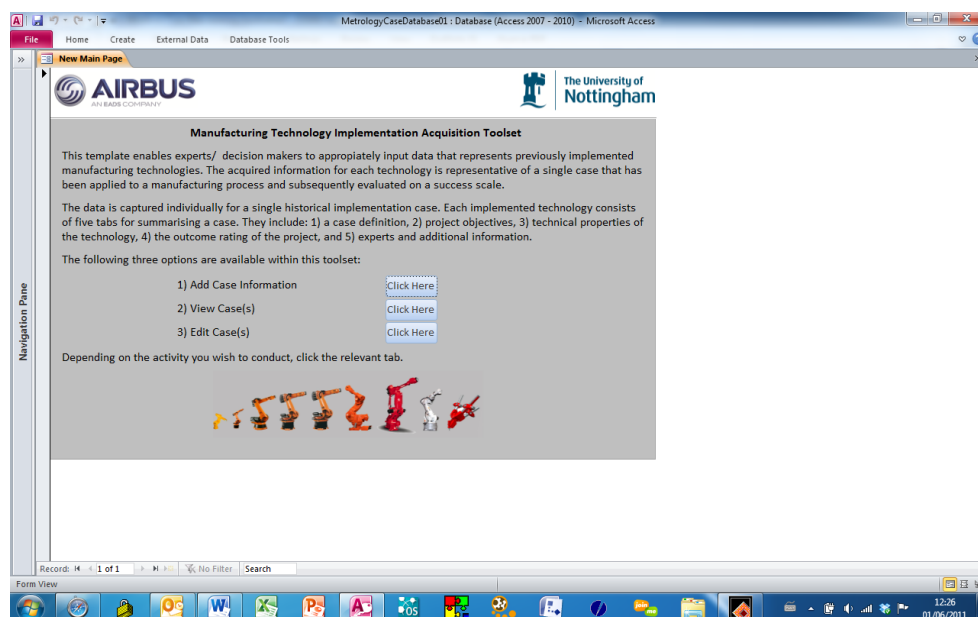 MetrologyCaseDatabase01 : Database (Access 2007 - 2010) - Microsoft Access
File Home Create External Data Database Tools
New Main Page
AIRBUS
AN EADS COMPANY
The University of
Nottingham
Manufacturing Technology Implementation Acquisition Toolset
This template enables experts/ decision makers to appropiately input data that represents previously implemented
manufacturing technologies. The acquired information for each technology is representative of a single case that has
been applied to a manufacturing process and subsequently evaluated on a success scale.
The data is captured individually for a single historical implementation case. Each implemented technology consists
of five tabs for summarising a case. They include: 1) a case definition, 2) project objectives, 3) technical properties of
the technology, 4) the outcome rating of the project, and 5) experts and additional information.
The following three options are available within this toolset:
1) Add Case Information Click Here
2) View Case(s) Click Here
3) Edit Case(s) Click Here
Depending on the activity you wish to conduct, click the relevant tab.
Navigation Pane
Record: 1 of 1 No Filter Search
Form View
12:26
01/06/2011